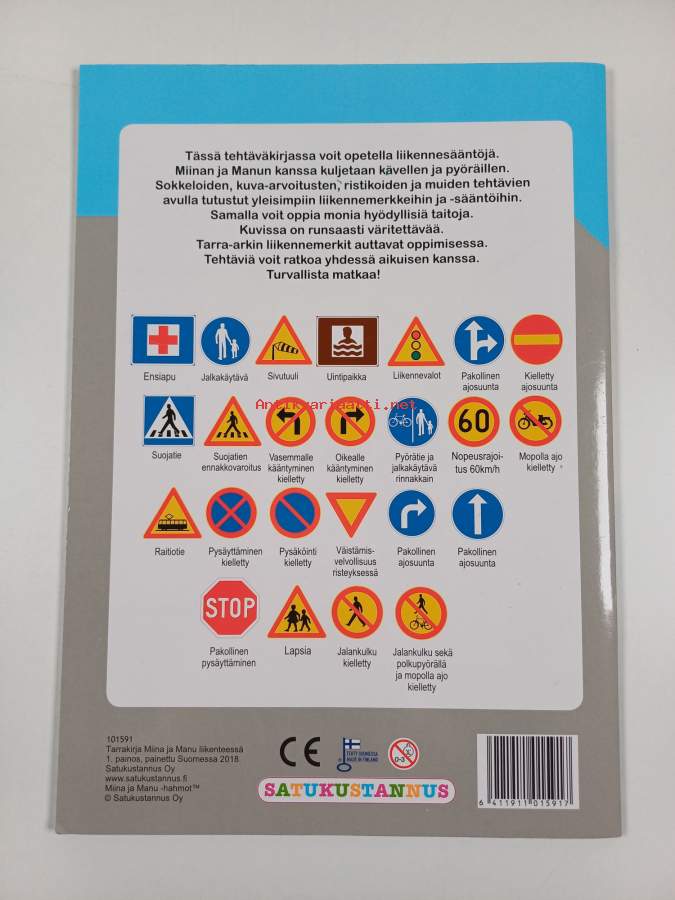 Tässä tehtäväkirjassa voit opetella liikennesääntöjä.
Miinan ja Manun kanssa kuljetaan kävellen ja pyöräillen.
Sokkeloiden, kuva-arvoitusten, ristikoiden ja muiden tehtävien
avulla tutustut yleisimpiin liikennemerkkeihin ja -sääntöihin.
Samalla voit oppia monia hyödyllisiä taitoja.
Kuvissa on runsaasti väritettävää.
Tarra-arkin liikennemerkit auttavat oppimisessa.
Tehtäviä voit ratkoa yhdessä aikuisen kanssa.
Turvallista matkaa!
Ensiapu
Jalkakäytävä
Sivutuuli
Uintipaikka
Liikennevalot
Pakollinen
ajosuunta
Kielletty
ajosuunta
Antikvariaatti.net
60
Suojatie
Suojatien
ennakkovaroitus
Vasemmalle
kääntyminen
kielletty
Oikealle
kääntyminen
kielletty
Pyörätie ja
jalkakäytävä
rinnakkain
Nopeusrajoi-
tus 60km/h
Mopolla ajo
kielletty
Raitiotie
Pysäyttäminen
kielletty
Pysäköinti
kielletty
Väistämis-
velvollisuus
risteyksessä
Pakollinen
ajosuunta
Pakollinen
ajosuunta
STOP
Pakollinen
pysäyttäminen
Lapsia
Jalankulku
kielletty
Jalankulku sekä
polkupyörällä
ja mopolla ajo
kielletty
101591
Tarrakirja Miina ja Manu liikenteessä
1. painos, painettu Suomessa 2018
Satukustannus Oy
www.satukustannus.fi
Miina ja Manu -hahmot™
© Satukustannus Oy
CE
MADE IN FINLAND
0-3
SATUKUSTANNUS
6 411911 015917